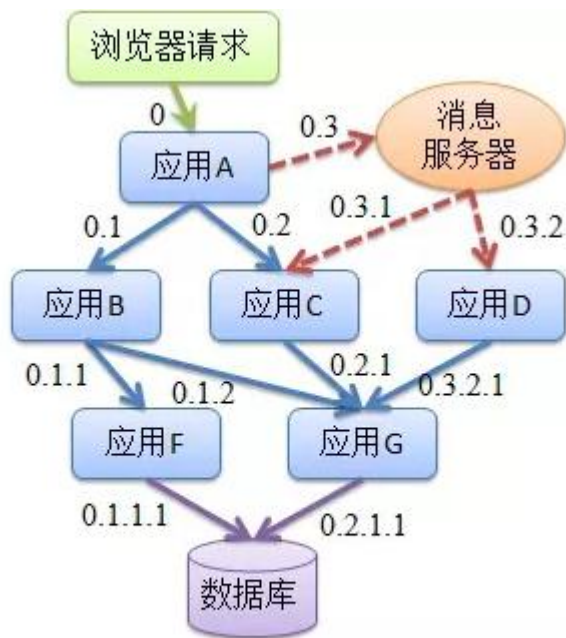 浏览器请求
0
0.3
消息
服务器
应用A
0.1
0.2
0.3.1
0.3.2
应用B
应用C
应用D
0.1.1
0.1.2
0.2.1
0.3.2.1
应用F
应用G
0.1.1.1
0.2.1.1
数据库